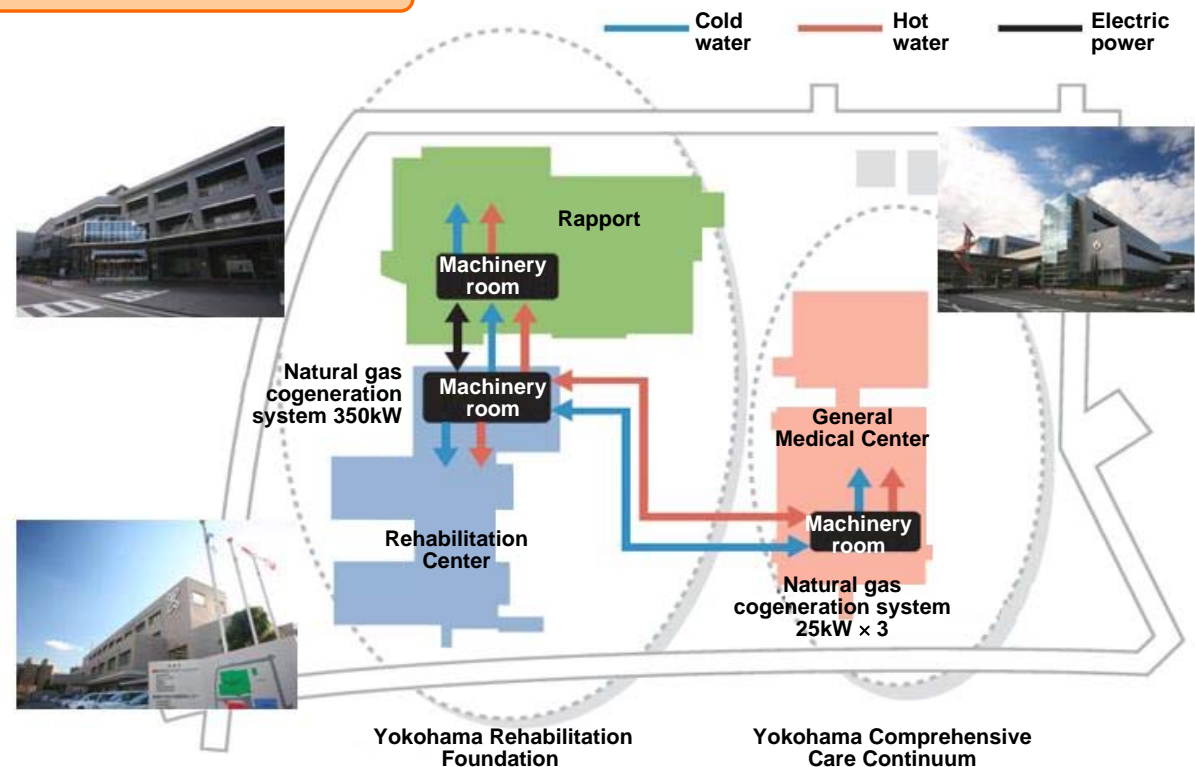 Cold
water
Hot
water
Electric
power
Rapport
Machinery
room
Natural gas
cogeneration
system 350kW
Machinery
room
General
Medical Center
Rehabilitation
Center
Machinery
room
Natural gas
cogeneration system
25kW × 3
Yokohama Rehabilitation
Foundation
Yokohama Comprehensive
Care Continuum